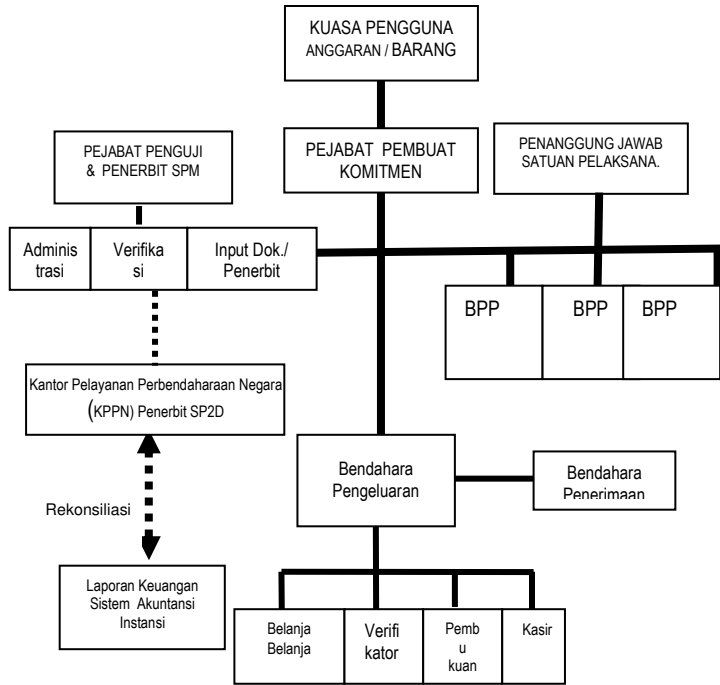 KUASA PENGGUNA
ANGGARAN / BARANG
PEJABAT PENGUJI
& PENERBIT SPM
PEJABAT PEMBUAT
KOMITMEN
PENANGGUNG JAWAB
SATUAN PELAKSANA.
Adminis
trasi
Verifika
si
Input Dok./
Penerbit
BPP
BPP
BPP
Kantor Pelayanan Perbendaharaan Negara
(KPPN) Penerbit SP2D
Bendahara
Pengeluaran
Bendahara
Penerimaan
Rekonsiliasi
Laporan Keuangan
Sistem Akuntansi
Instansi
Belanja
Belanja
Verifi
kator
Pemb
u
kuan
Kasir